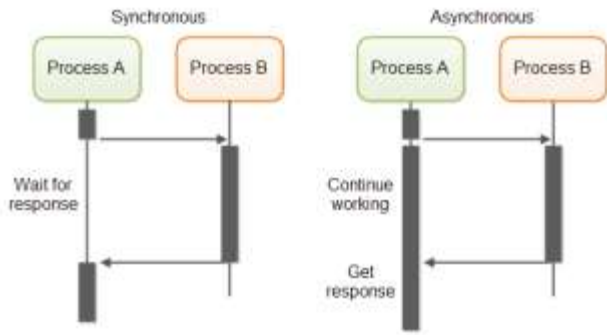 Synchronous
Process A
Process B
Wait for
response
Asynchronous
Process A
Process B
Continue
working
Get
response